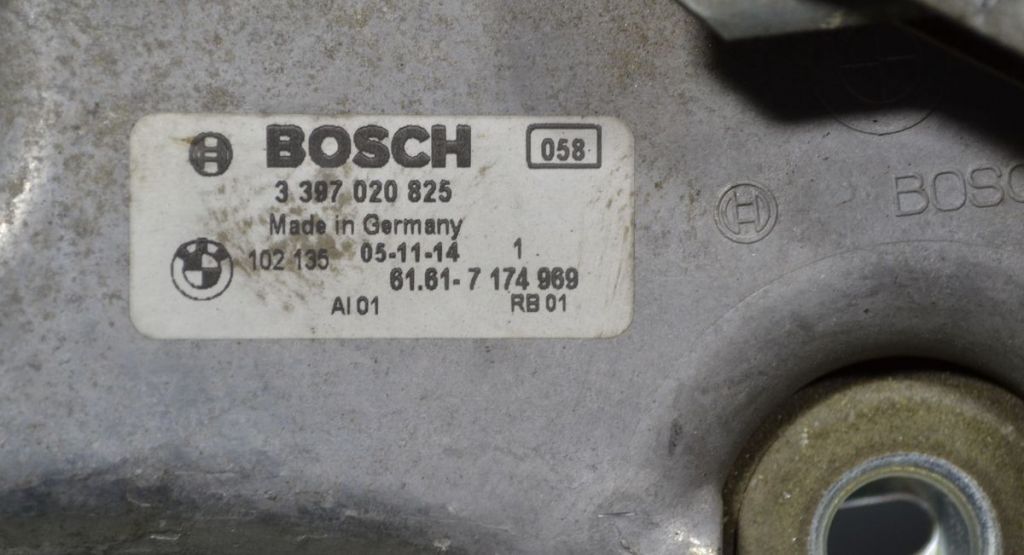 BOSCH 058
3 397 020 825
Made in Germany
102 135 05-11-14 1
61.61- 7 174 969
AI 01 RB 01
BOSC